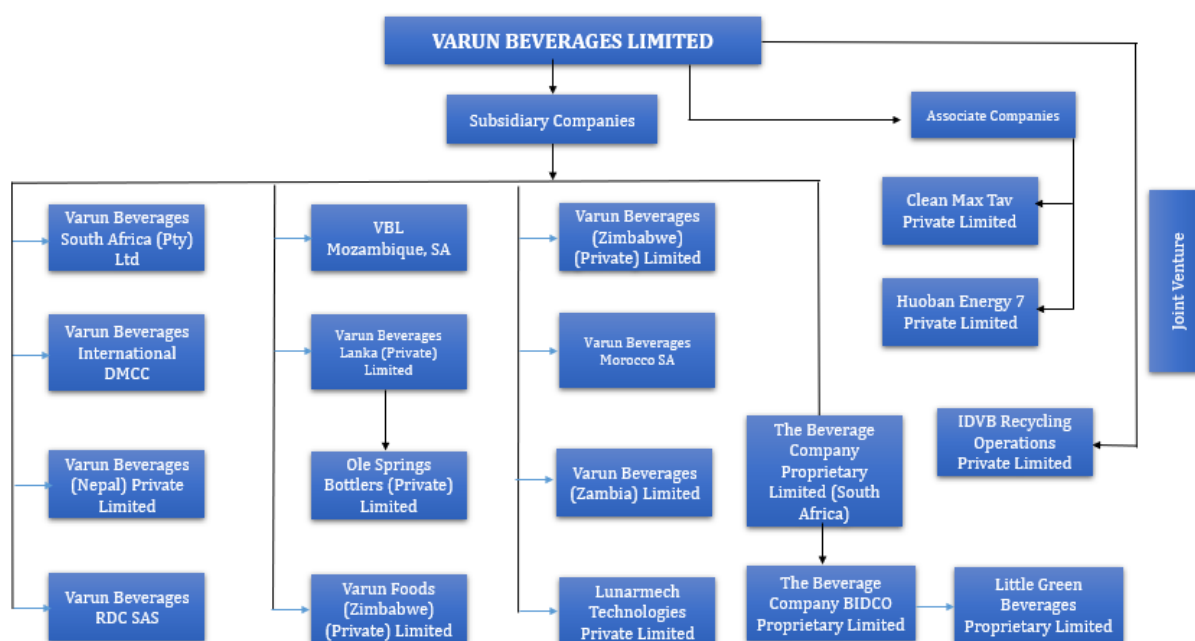 VARUN BEVERAGES LIMITED
Subsidiary Companies
Associate Companies
Varun Beverages
South Africa (Pty)
Ltd
VBL
Mozambique, SA
Varun Beverages
(Zimbabwe)
(Private) Limited
Clean Max Tav
Private Limited
Joint Venture
Huoban Energy 7
Private Limited
Varun Beverages
International
DMCC
Varun Beverages
Lanka (Private)
Limited
Varun Beverages
Morocco SA
The Beverage
Company
Proprietary
Limited (South
Africa)
IDVB Recycling
Operations
Private Limited
Varun Beverages
(Nepal) Private
Limited
Ole Springs
Bottlers (Private)
Limited
Varun Beverages
(Zambia) Limited
Varun Beverages
RDC SAS
Varun Foods
(Zimbabwe)
(Private) Limited
Lunarmech
Technologies
Private Limited
The Beverage
Company BIDCO
Proprietary Limited
Little Green
Beverages
Proprietary Limited